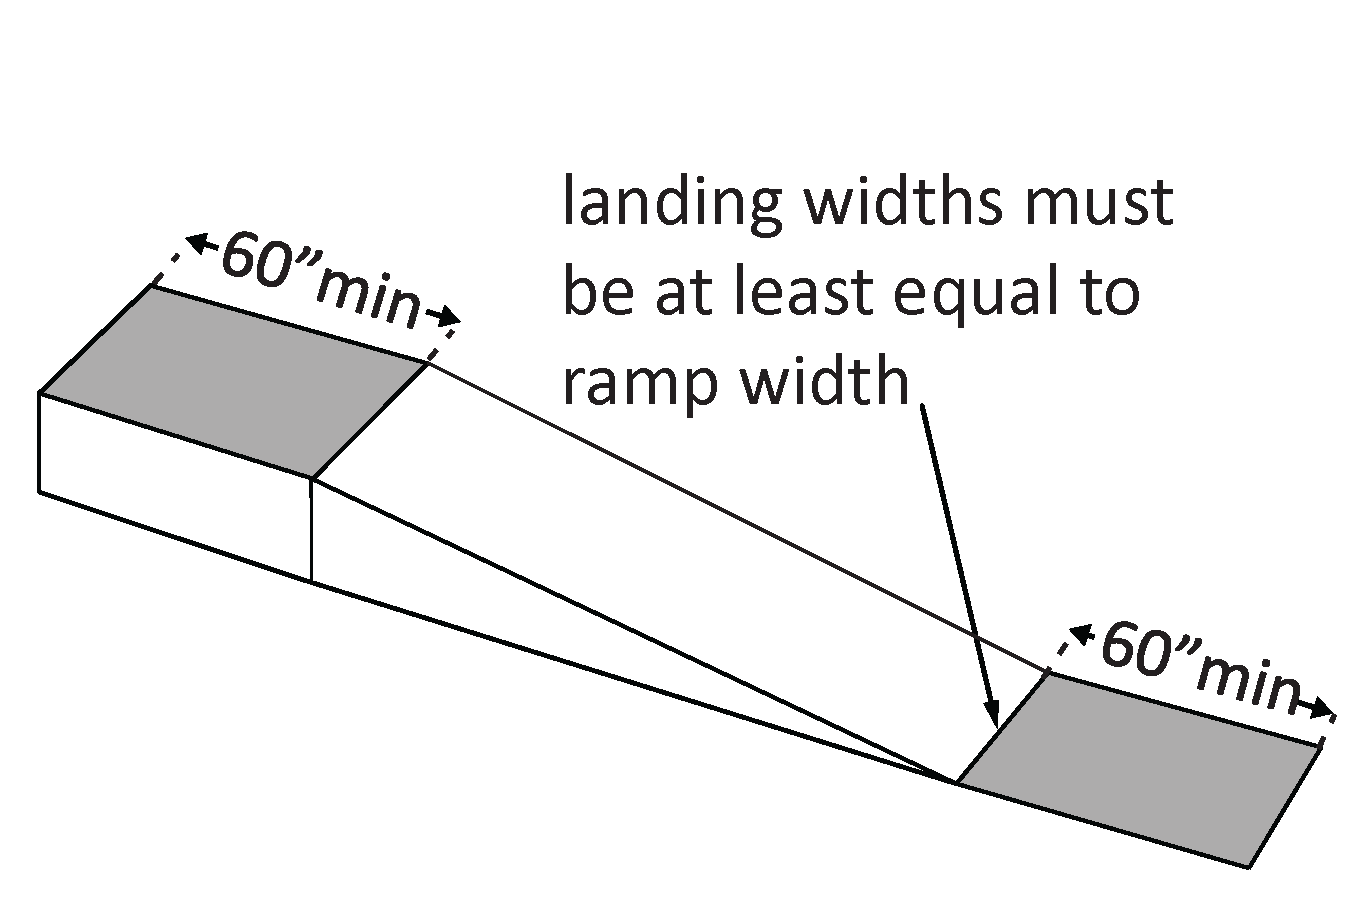 60”min
landing widths must
be at least equal to
ramp width
60”min